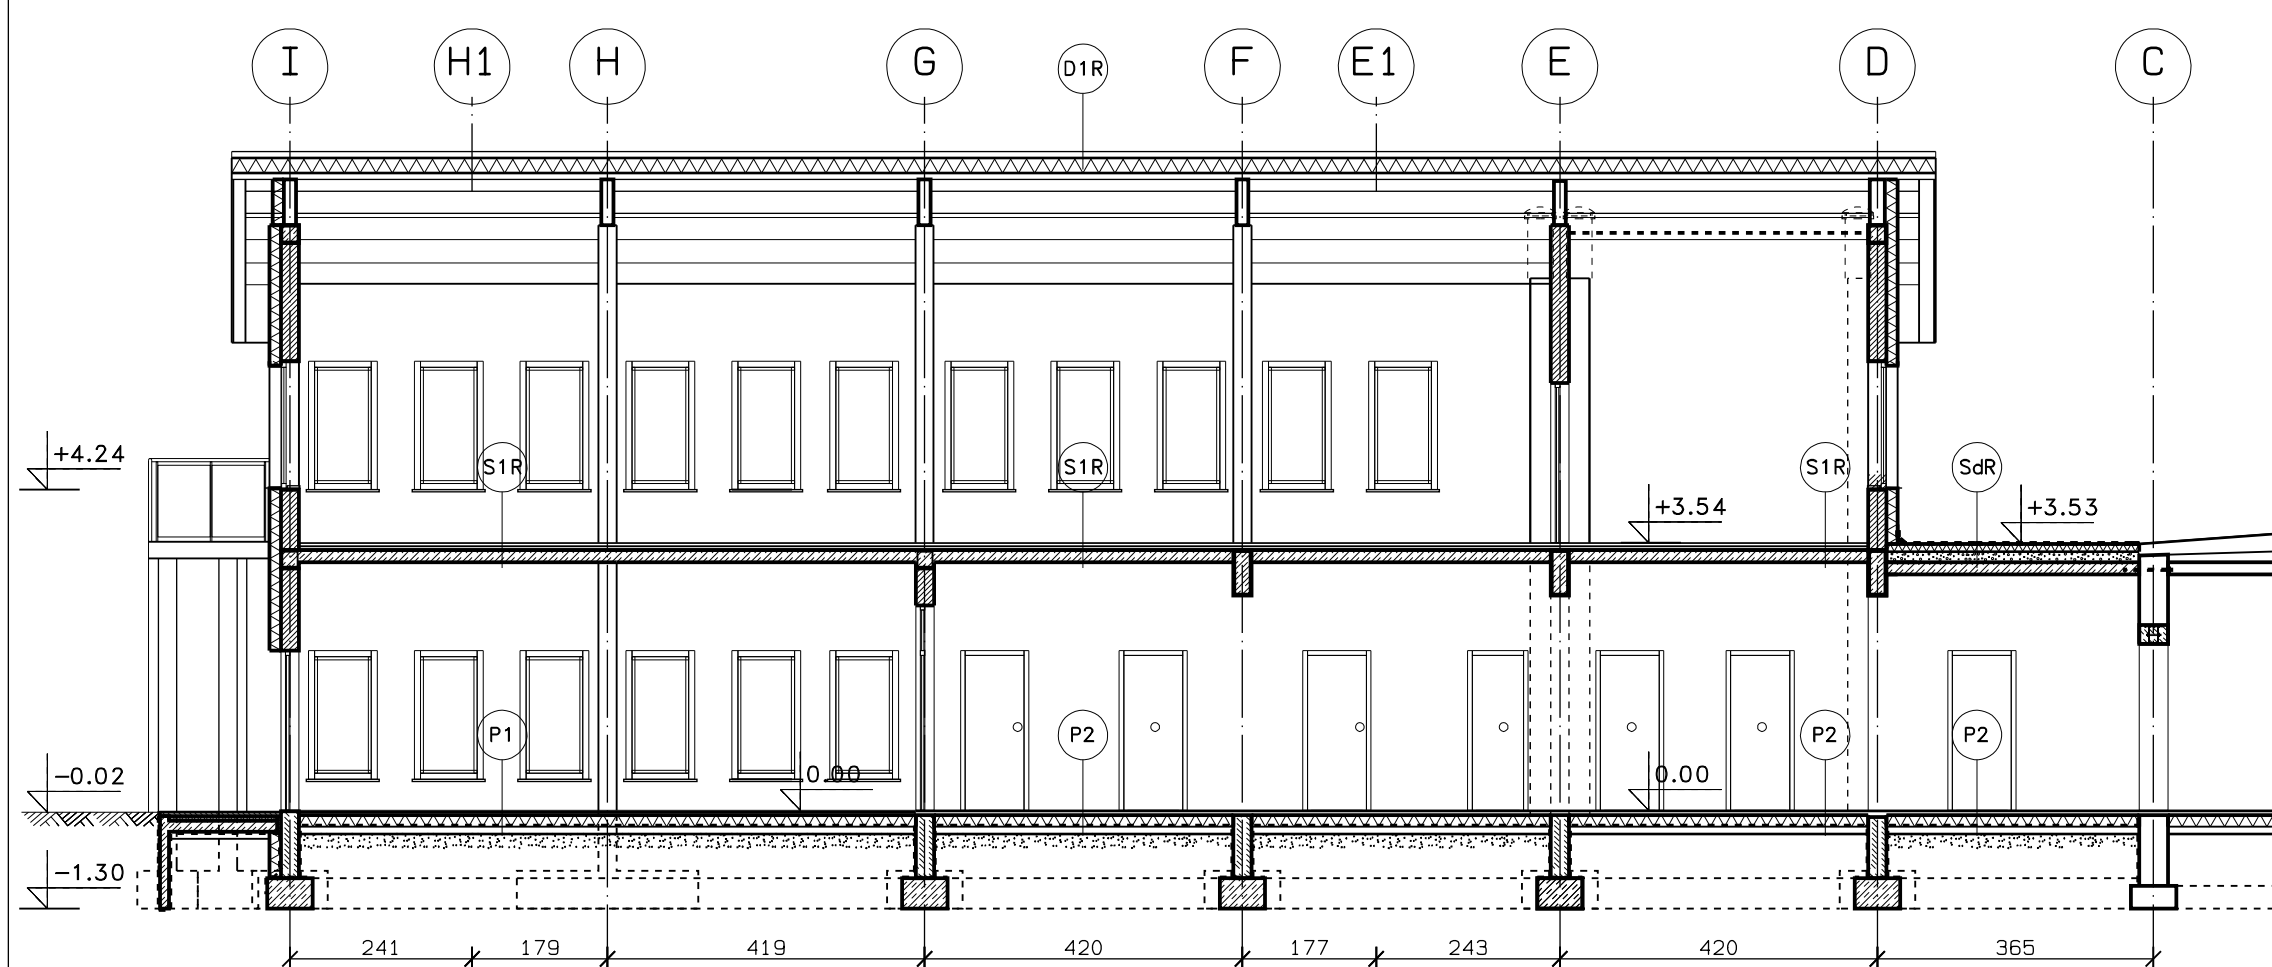 I H1 H G D1R F E1 E D C
+4.24 S1R S1R S1R SdR
+3.54 +3.53
P1 P2 P2 P2
-0.02 0.00 0.00
-1.30
241 179 419 420 177 243 420 365